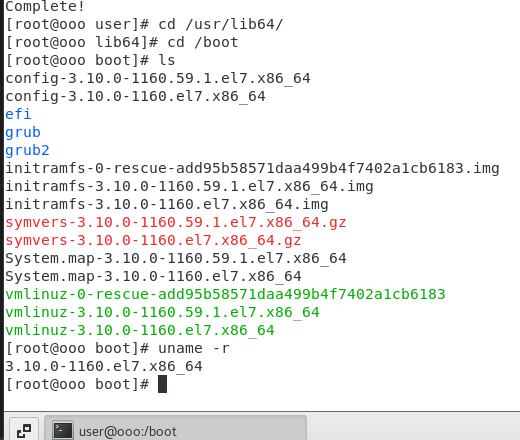 Complete!
[root@ooo user]# cd /usr/lib64/
[root@ooo lib64]# cd /boot
[root@ooo boot]# ls
config-3.10.0-1160.59.1.el7.x86_64
config-3.10.0-1160.el7.x86_64
efi
grub
grub2
initramfs-0-rescue-add95b58571daa499b4f7402a1cb6183.img
initramfs-3.10.0-1160.59.1.el7.x86_64.img
initramfs-3.10.0-1160.el7.x86_64.img
symvers-3.10.0-1160.59.1.el7.x86_64.gz
symvers-3.10.0-1160.el7.x86_64.gz
System.map-3.10.0-1160.59.1.el7.x86_64
System.map-3.10.0-1160.el7.x86_64
vmlinuz-0-rescue-add95b58571daa499b4f7402a1cb6183
vmlinuz-3.10.0-1160.59.1.el7.x86_64
vmlinuz-3.10.0-1160.el7.x86_64
[root@ooo boot]# uname -r
3.10.0-1160.el7.x86_64
[root@ooo boot]#
user@ooo:/boot